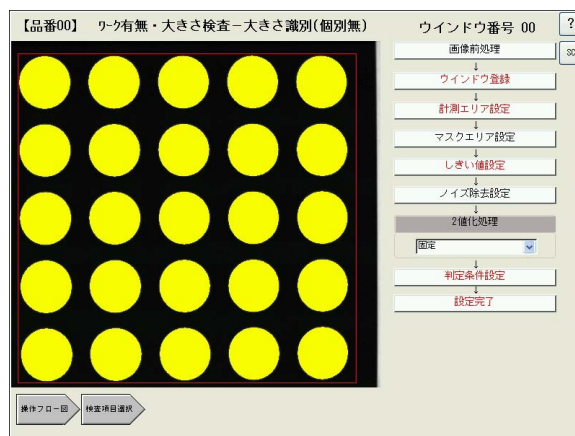 【品番00】 ﾜｰｸ有無・大きさ検査－大きさ識別(個別無)
ウインドウ番号 00
?
画像前処理
SC
↓
ウインドウ登録
↓
計測エリア設定
↓
マスクエリア設定
↓
しきい値設定
↓
ノイズ除去設定
↓
2値化処理
固定
↓
判定条件設定
↓
設定完了
操作フロー図
検査項目選択